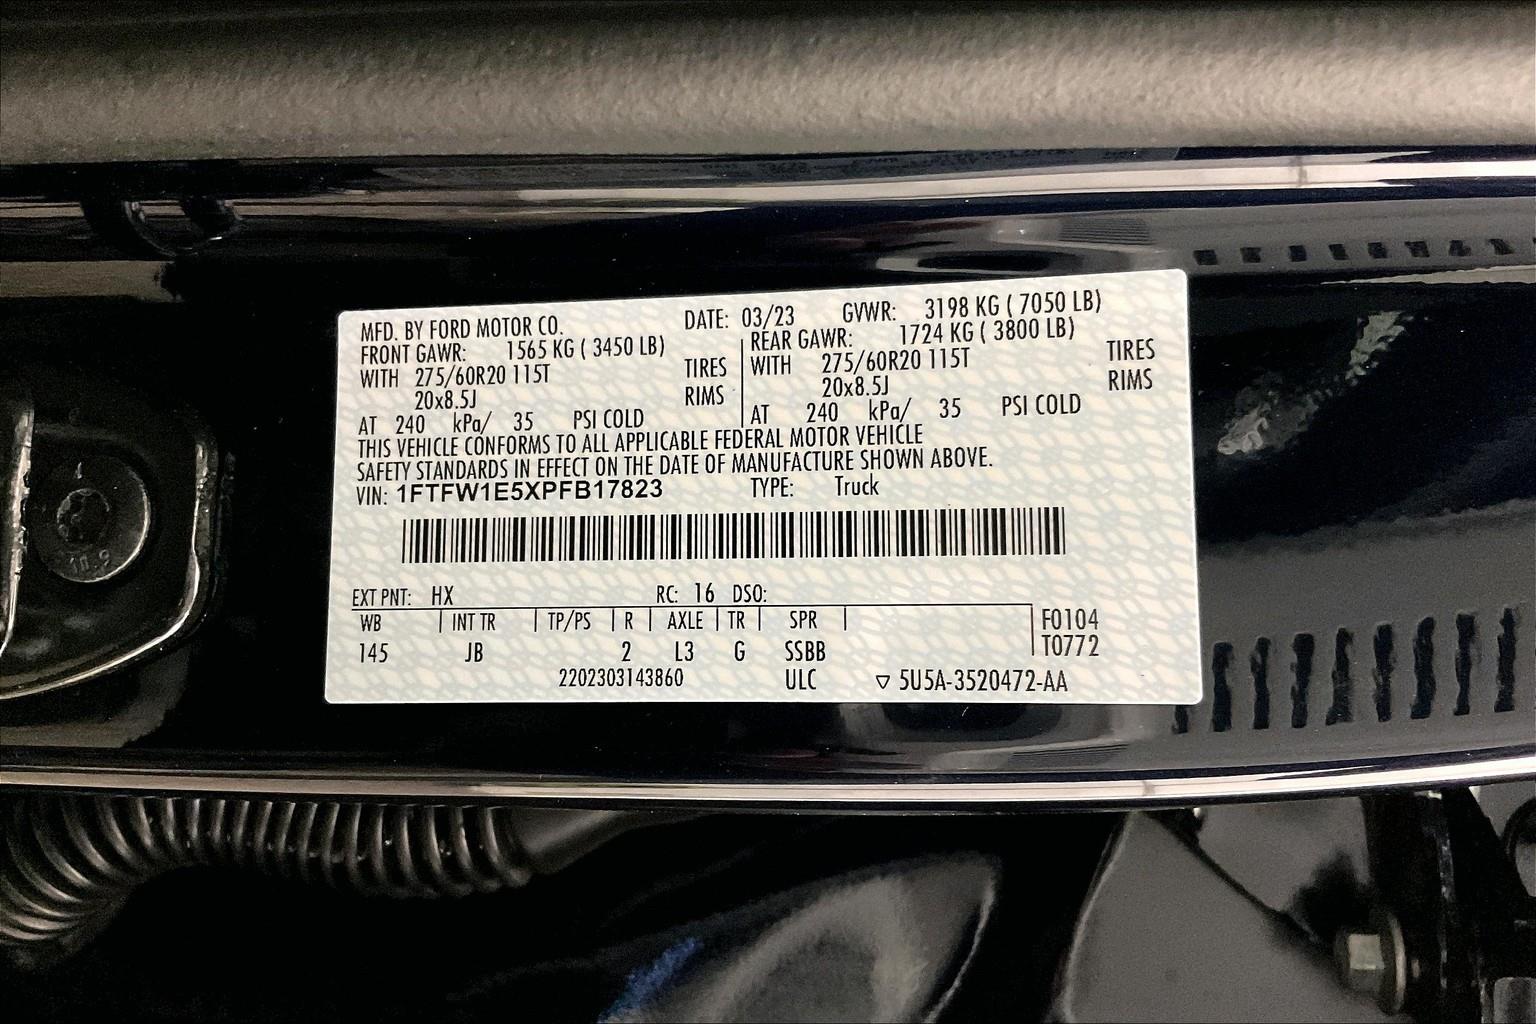 MFD. BY FORD MOTOR CO. DATE: 03/23 GVWR: 3198 KG ( 7050 LB)
FRONT GAWR: 1565 KG ( 3450 LB) REAR GAWR: 1724 KG ( 3800 LB)
WITH 275/60R20 115T TIRES WITH 275/60R20 115T TIRES
20x8.5J RIMS 20x8.5J RIMS
AT 240 kPa/ 35 PSI COLD AT 240 kPa/ 35 PSI COLD
THIS VEHICLE CONFORMS TO ALL APPLICABLE FEDERAL MOTOR VEHICLE
SAFETY STANDARDS IN EFFECT ON THE DATE OF MANUFACTURE SHOWN ABOVE.
VIN: 1FTFW1E5XPFB17823 TYPE: Truck
EXT PNT: HX RC: 16 DSO:
WB INT TR TP/PS R AXLE TR SPR F0104
145 JB 2 L3 G SSBB T0772
2202303143860 ULC ▽ 5U5A-3520472-AA
10.9